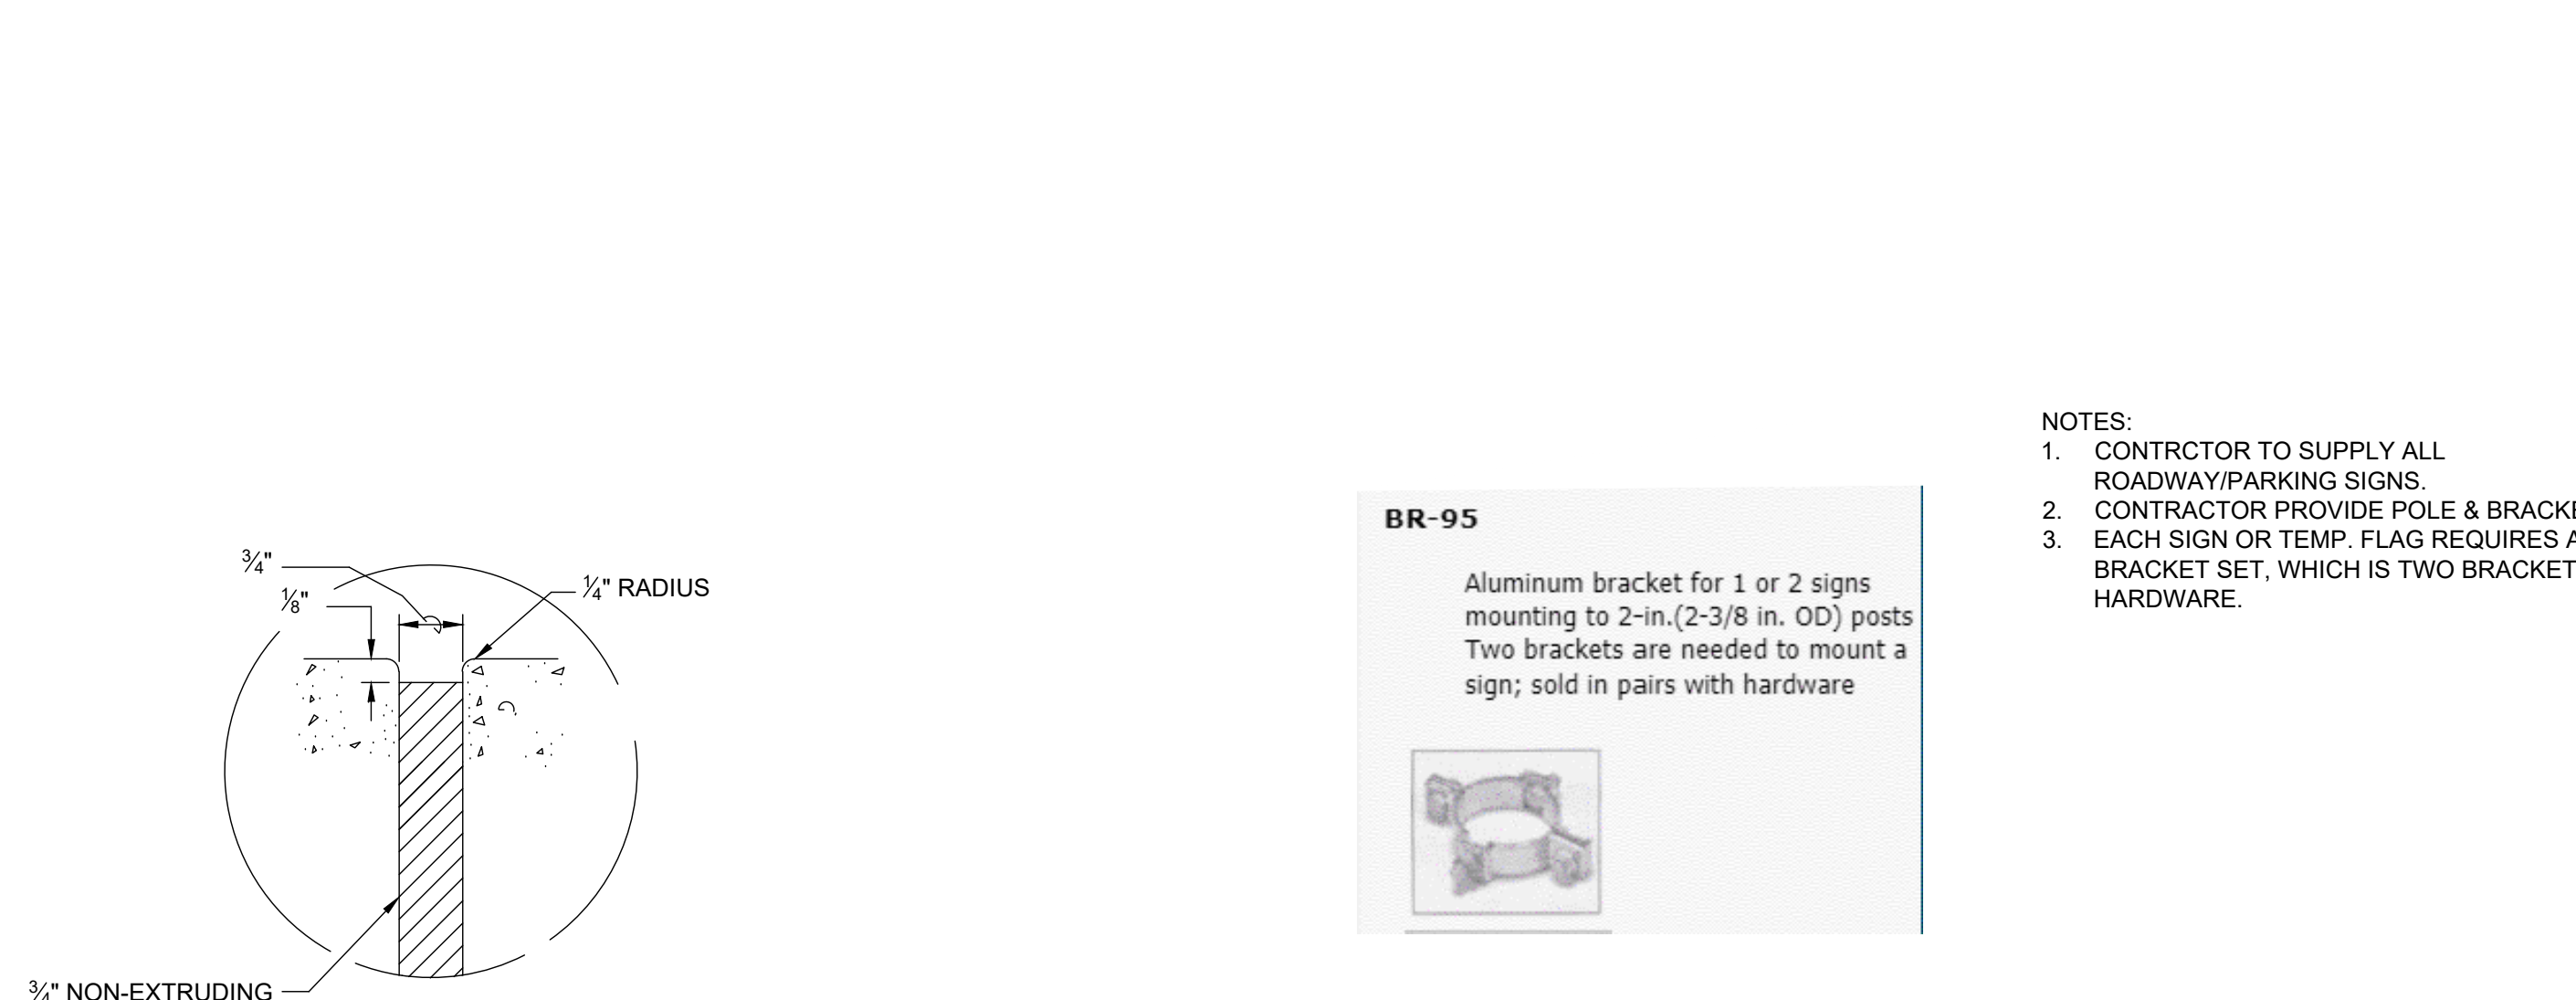 ¾"
⅛"
¼" RADIUS
¾" NON-EXTRUDING
BR-95
Aluminum bracket for 1 or 2 signs
mounting to 2-in.(2-3/8 in. OD) posts
Two brackets are needed to mount a
sign; sold in pairs with hardware
NOTES:
1. CONTRCTOR TO SUPPLY ALL
ROADWAY/PARKING SIGNS.
2. CONTRACTOR PROVIDE POLE & BRACKE
3. EACH SIGN OR TEMP. FLAG REQUIRES A
BRACKET SET, WHICH IS TWO BRACKET
HARDWARE.